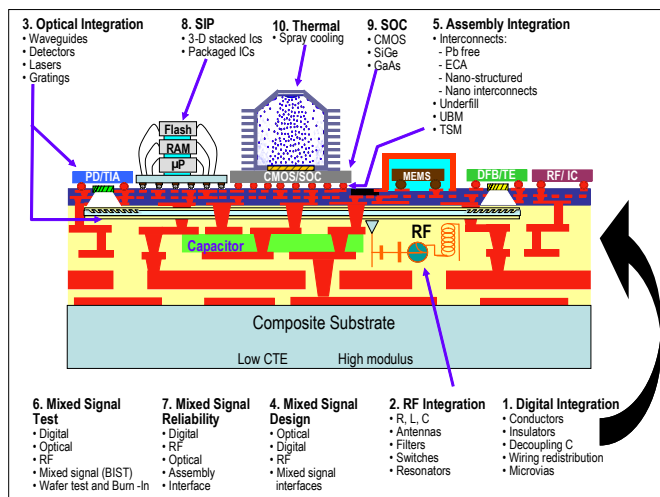 3. Optical Integration
• Waveguides
• Detectors
• Lasers
• Gratings
8. SIP
• 3-D stacked Ics
• Packaged ICs
10. Thermal
• Spray cooling
9. SOC
• CMOS
• SiGe
• GaAs
5. Assembly Integration
• Interconnects:
- Pb free
- ECA
- Nano-structured
- Nano interconnects
• Underfill
• UBM
• TSM
Flash
RAM
µP
PD/TIA
CMOS/SOC
MEMS
DFB/TE
RF/ IC
RF
Capacitor
Composite Substrate
Low CTE High modulus
6. Mixed Signal
Test
• Digital
• Optical
• RF
• Mixed signal (BIST)
• Wafer test and Burn -In
7. Mixed Signal
Reliability
• Digital
• RF
• Optical
• Assembly
• Interface
4. Mixed Signal
Design
• Optical
• Digital
• RF
• Mixed signal
interfaces
2. RF Integration
• R, L, C
• Antennas
• Filters
• Switches
• Resonators
1. Digital Integration
• Conductors
• Insulators
• Decoupling C
• Wiring redistribution
• Microvias